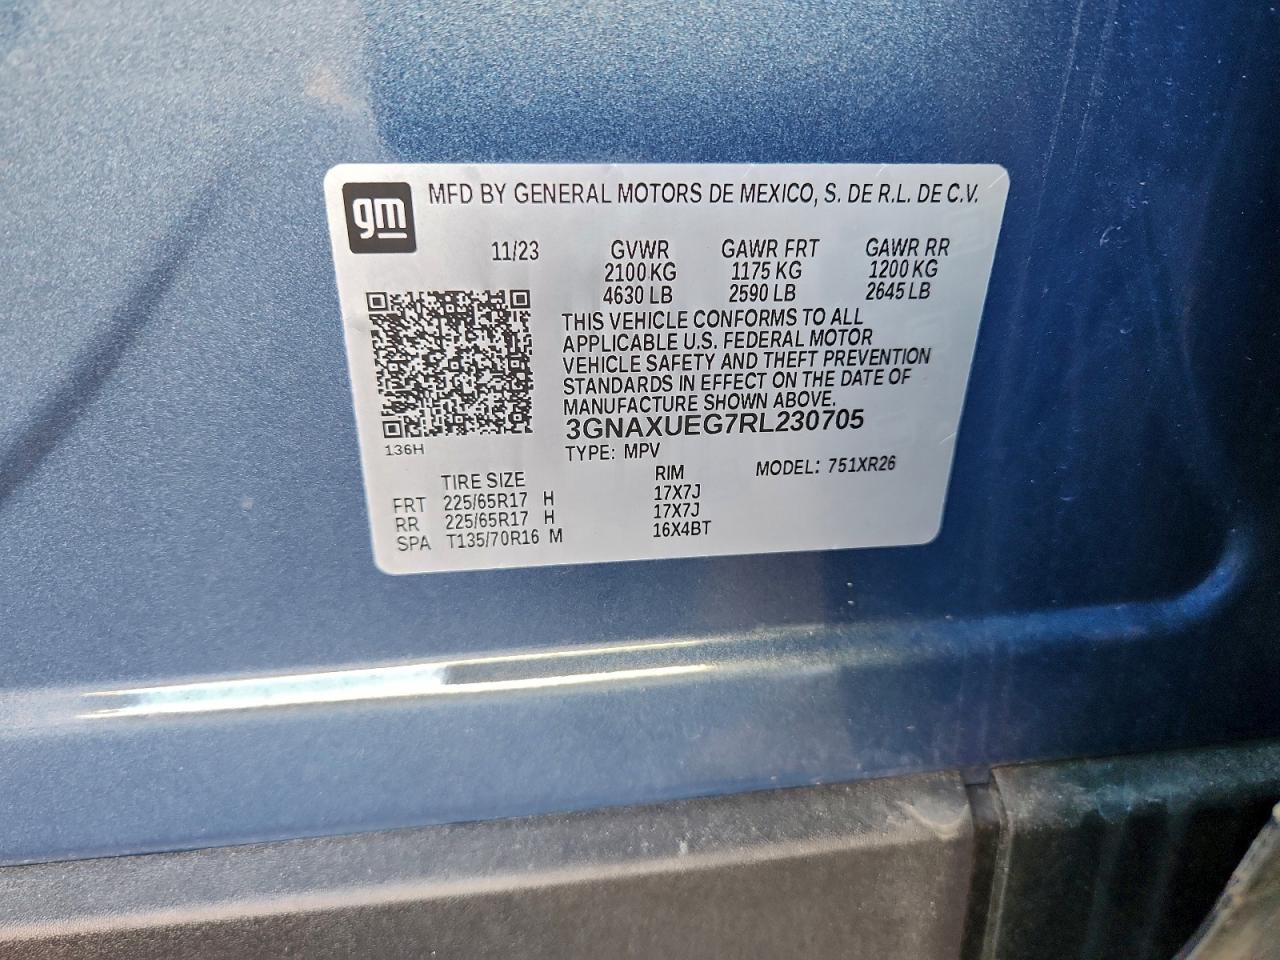 gm
MFD BY GENERAL MOTORS DE MEXICO, S. DE R.L. DE C.V.
11/23 GVWR GAWR FRT GAWR RR
2100 KG 1175 KG 1200 KG
4630 LB 2590 LB 2645 LB
THIS VEHICLE CONFORMS TO ALL
APPLICABLE U.S. FEDERAL MOTOR
VEHICLE SAFETY AND THEFT PREVENTION
STANDARDS IN EFFECT ON THE DATE OF
MANUFACTURE SHOWN ABOVE.
3GNAXUEG7RL230705
136H
TYPE: MPV MODEL: 751XR26
TIRE SIZE RIM
FRT 225/65R17 H 17X7J
RR 225/65R17 H 17X7J
SPA T135/70R16 M 16X4BT